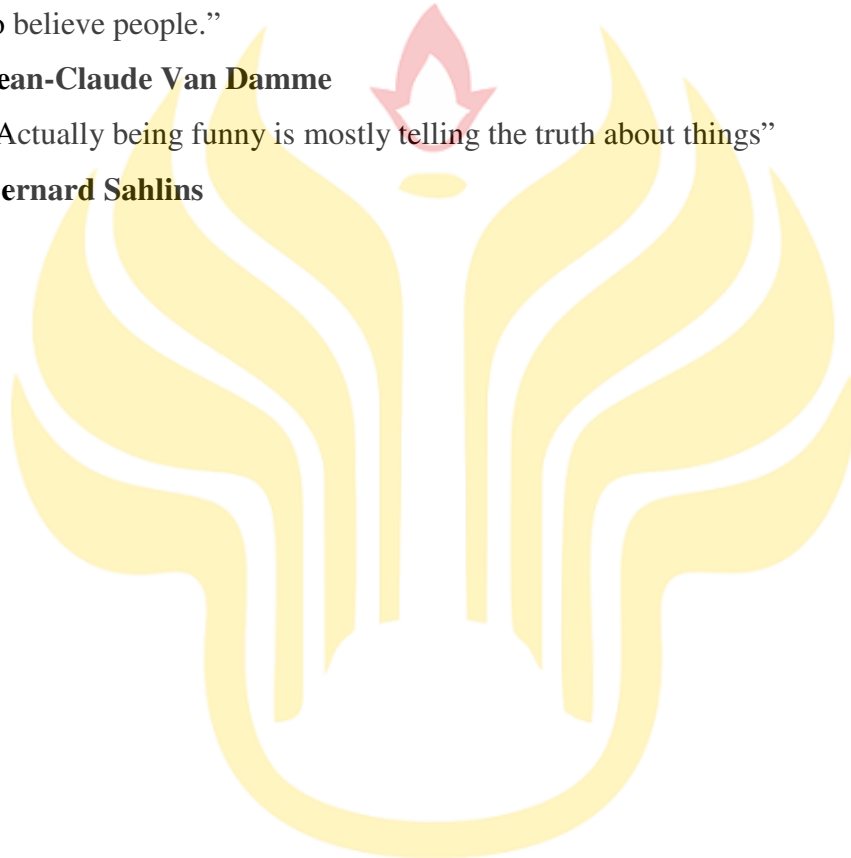 believe people.”
ean-Claude Van Damme
Actually being funny is mostly telling the truth about things”
ernard Sahlins